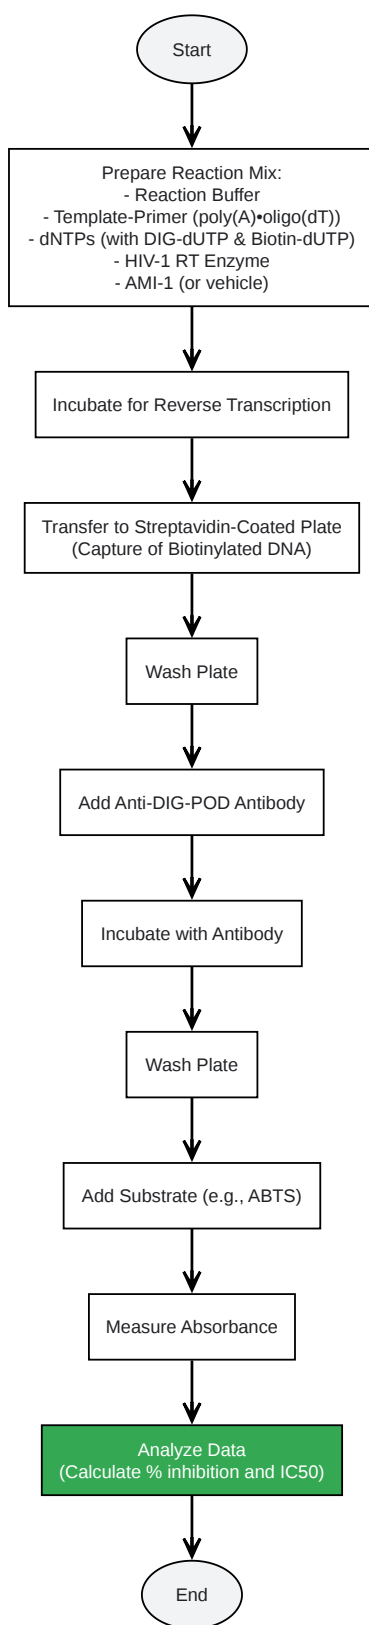 Start
Prepare Reaction Mix:
- Reaction Buffer
- Template-Primer (poly(A)•oligo(dT))
- dNTPs (with DIG-dUTP & Biotin-dUTP)
- HIV-1 RT Enzyme
- AMI-1 (or vehicle)
Incubate for Reverse Transcription
Transfer to Streptavidin-Coated Plate
(Capture of Biotinylated DNA)
Wash Plate
Add Anti-DIG-POD Antibody
Incubate with Antibody
Wash Plate
Add Substrate (e.g., ABTS)
Measure Absorbance
Analyze Data
(Calculate % inhibition and IC50)
End